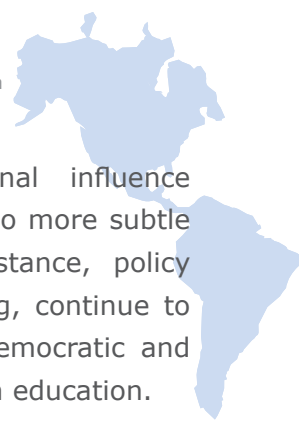 nal influence
o more subtle
stance, policy
g, continue to
emocratic and
education.